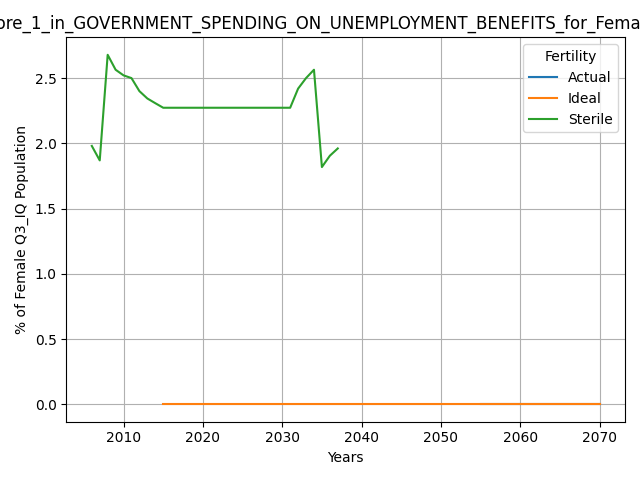 ore_1_in_GOVERNMENT_SPENDING_ON_UNEMPLOYMENT_BENEFITS_for_Fema
Fertility
Actual
Ideal
Sterile
% of Female Q3_IQ Population
2.5
2.0
1.5
1.0
0.5
0.0
2010 2020 2030 2040 2050 2060 2070
Years